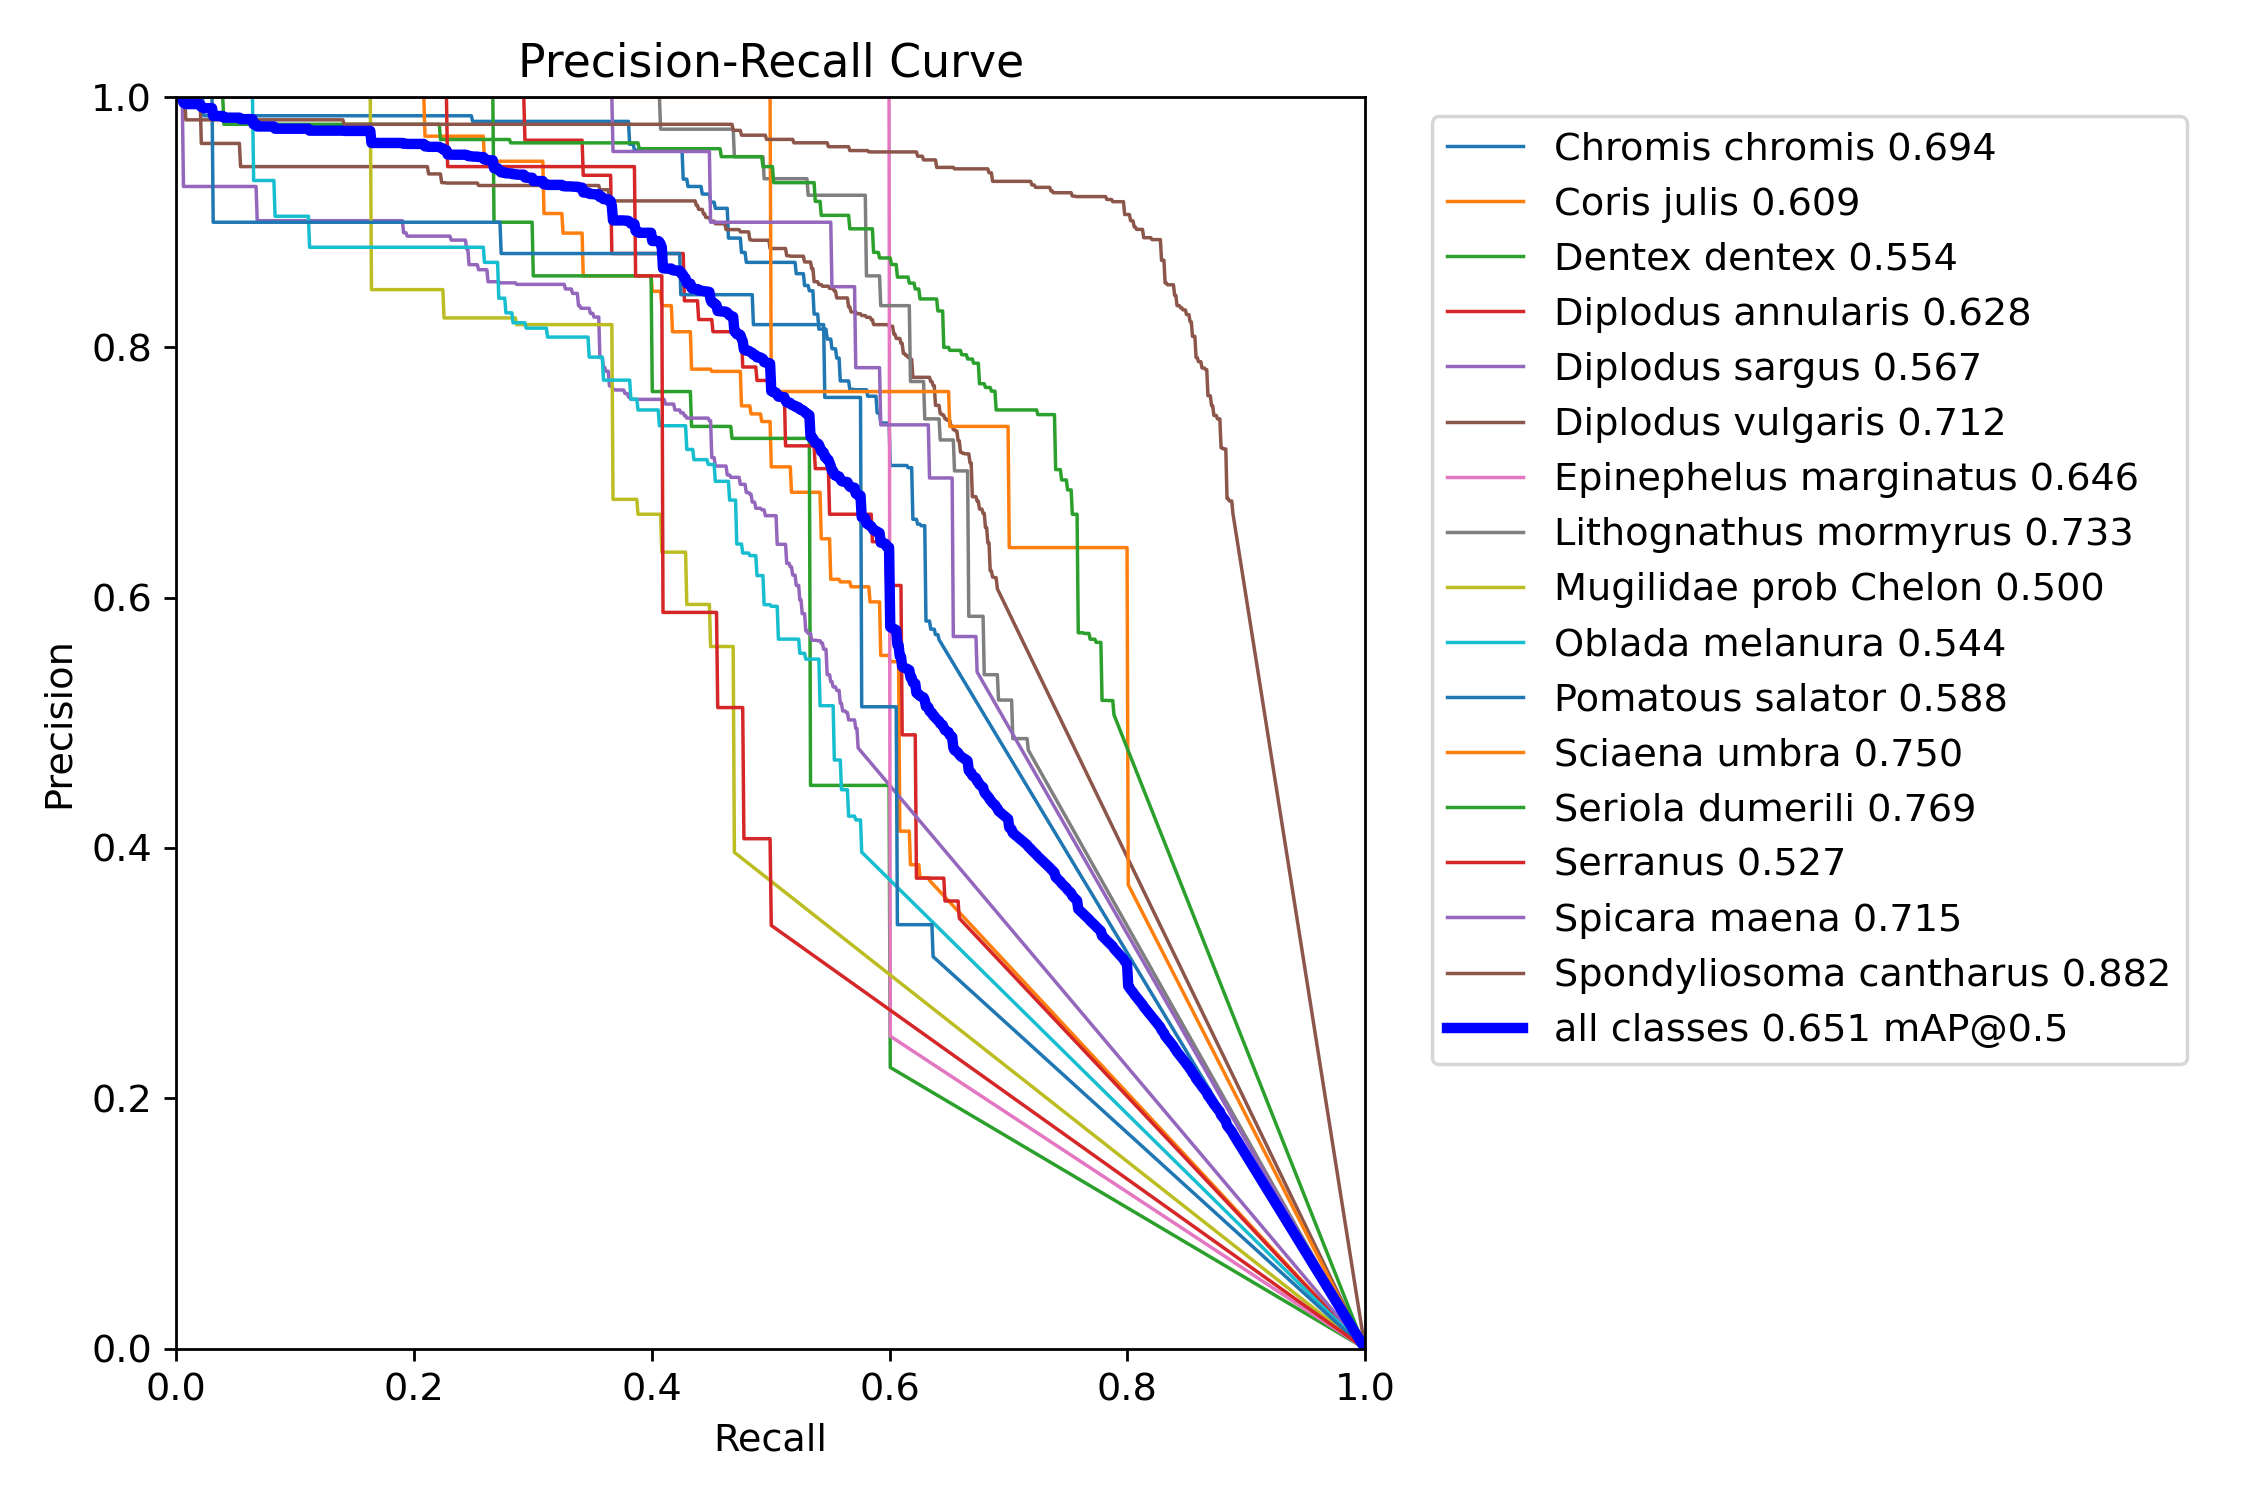 Precision-Recall Curve
1.0
0.8
0.6
0.4
0.2
0.0
Precision
0.0 0.2 0.4 0.6 0.8 1.0
Recall
Chromis chromis 0.694
Coris julis 0.609
Dentex dentex 0.554
Diplodus annularis 0.628
Diplodus sargus 0.567
Diplodus vulgaris 0.712
Epinephelus marginatus 0.646
Lithognathus mormyrus 0.733
Mugilidae prob Chelon 0.500
Oblada melanura 0.544
Pomatous salator 0.588
Sciaena umbra 0.750
Seriola dumerili 0.769
Serranus 0.527
Spicara maena 0.715
Spondyliosoma cantharus 0.882
all classes 0.651 mAP@0.5